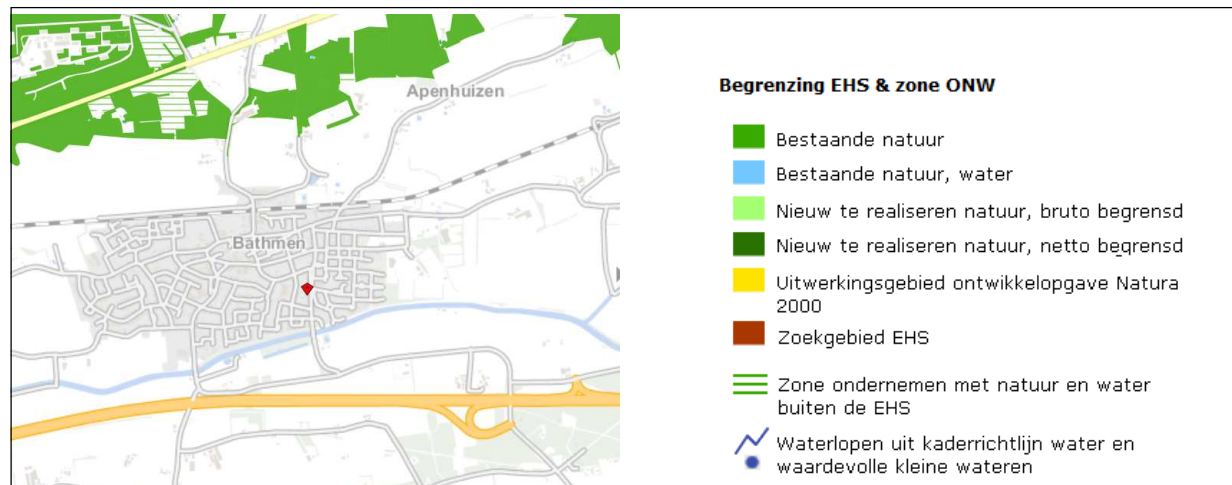 Apenhuizen
Bathmen
Begrenzing EHS & zone ONW
Bestaande natuur
Bestaande natuur, water
Nieuw te realiseren natuur, bruto begrensd
Nieuw te realiseren natuur, netto begrensd
Uitwerkingsgebied ontwikkelopgave Natura
2000
Zoekgebied EHS
Zone ondernemen met natuur en water
buiten de EHS
Waterlopen uit kaderrichtlijn water en
waardevolle kleine wateren